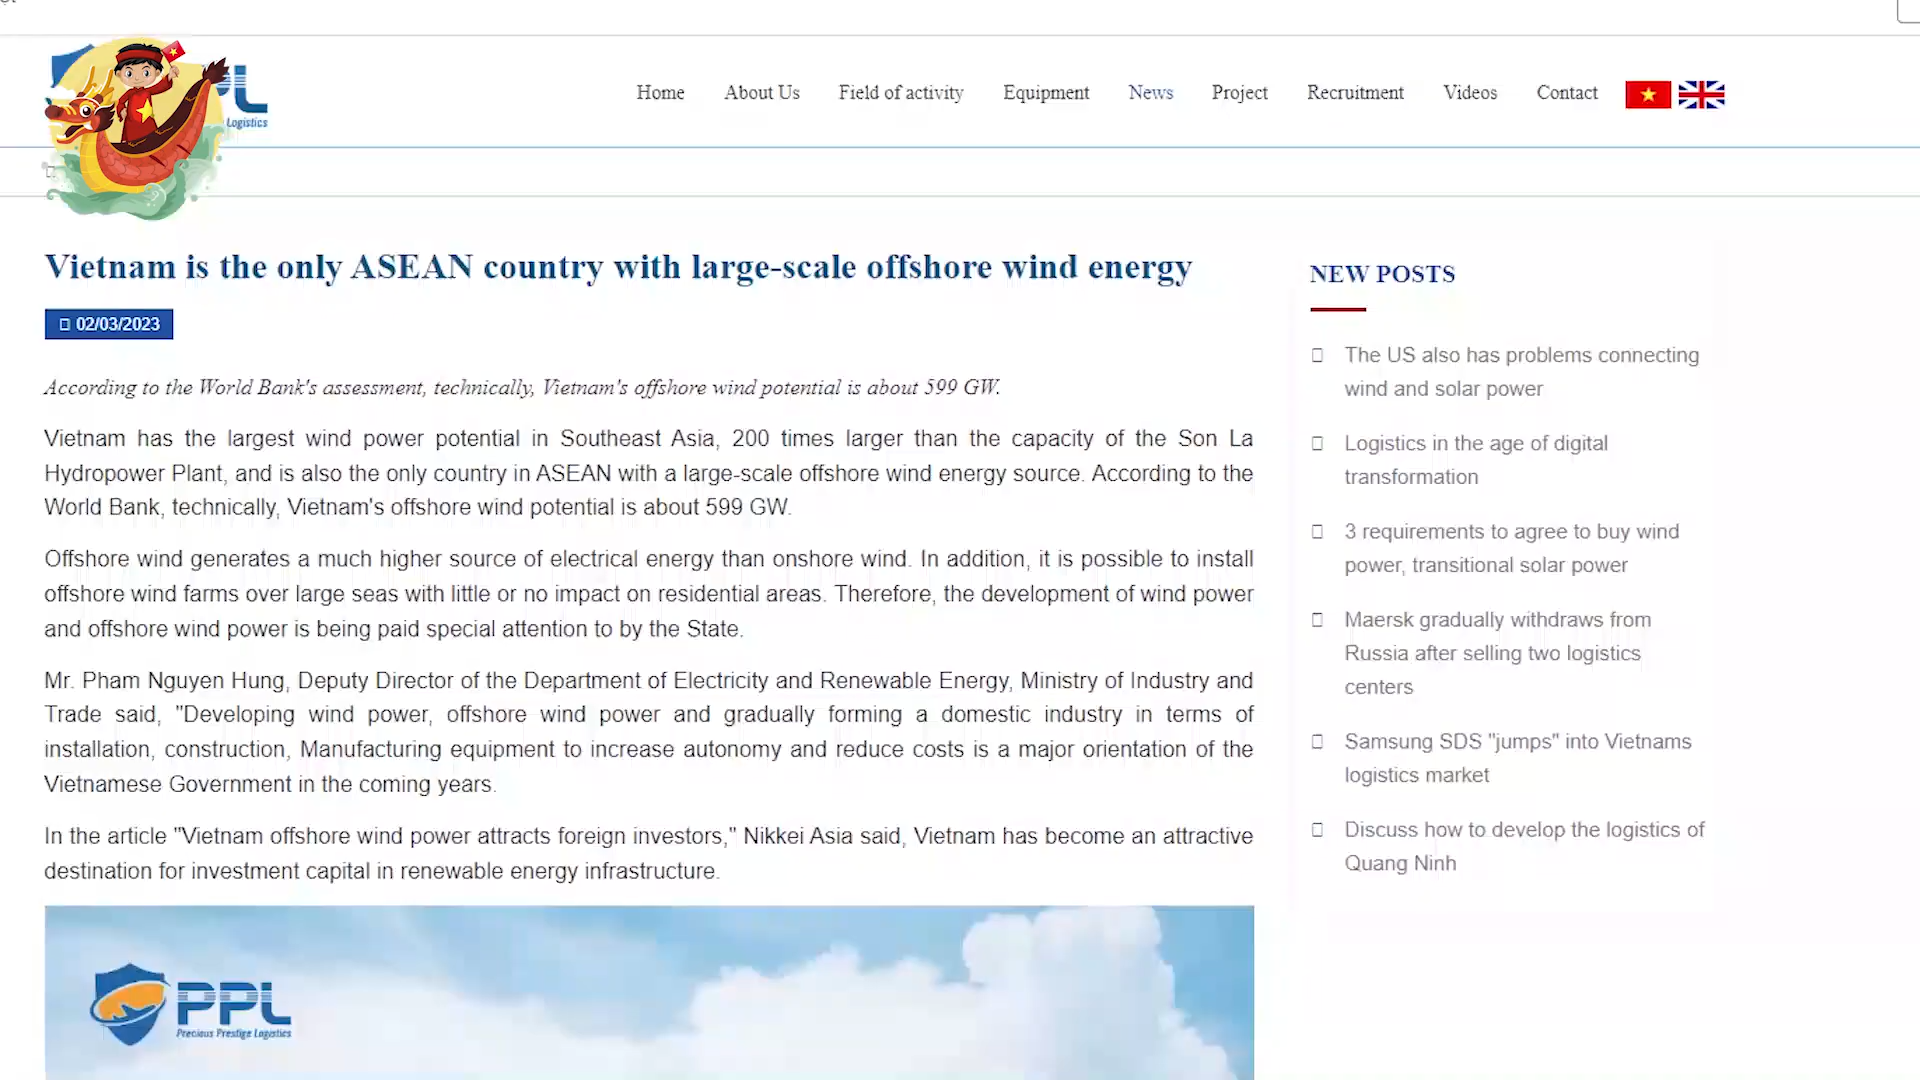 PPL
Logistics
Home About Us Field of activity Equipment News Project Recruitment Videos Contact
Vietnam is the only ASEAN country with large-scale offshore wind energy
02/03/2023
According to the World Bank's assessment, technically, Vietnam's offshore wind potential is about 599 GW.
Vietnam has the largest wind power potential in Southeast Asia, 200 times larger than the capacity of the Son La
Hydropower Plant, and is also the only country in ASEAN with a large-scale offshore wind energy source. According to the
World Bank, technically, Vietnam's offshore wind potential is about 599 GW.
Offshore wind generates a much higher source of electrical energy than onshore wind. In addition, it is possible to install
offshore wind farms over large seas with little or no impact on residential areas. Therefore, the development of wind power
and offshore wind power is being paid special attention to by the State.
Mr. Pham Nguyen Hung, Deputy Director of the Department of Electricity and Renewable Energy, Ministry of Industry and
Trade said, "Developing wind power, offshore wind power and gradually forming a domestic industry in terms of
installation, construction, Manufacturing equipment to increase autonomy and reduce costs is a major orientation of the
Vietnamese Government in the coming years.
In the article "Vietnam offshore wind power attracts foreign investors," Nikkei Asia said, Vietnam has become an attractive
destination for investment capital in renewable energy infrastructure.
PPL
Precious Prestige Logistics
NEW POSTS
The US also has problems connecting
wind and solar power
Logistics in the age of digital
transformation
3 requirements to agree to buy wind
power, transitional solar power
Maersk gradually withdraws from
Russia after selling two logistics
centers
Samsung SDS "jumps" into Vietnams
logistics market
Discuss how to develop the logistics of
Quang Ninh